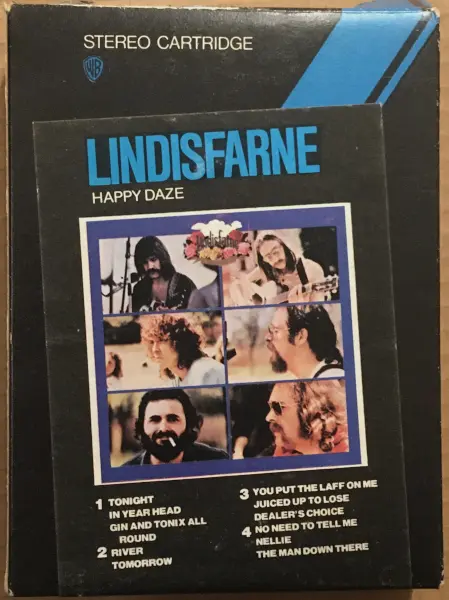 STEREO CARTRIDGE
WB
LINDISFARNE
HAPPY DAZE
Lindisfarne
1 TONIGHT
IN YEAR HEAD
GIN AND TONIX ALL
ROUND
2 RIVER
TOMORROW
3 YOU PUT THE LAFF ON ME
JUICED UP TO LOSE
DEALER'S CHOICE
4 NO NEED TO TELL ME
NELLIE
THE MAN DOWN THERE